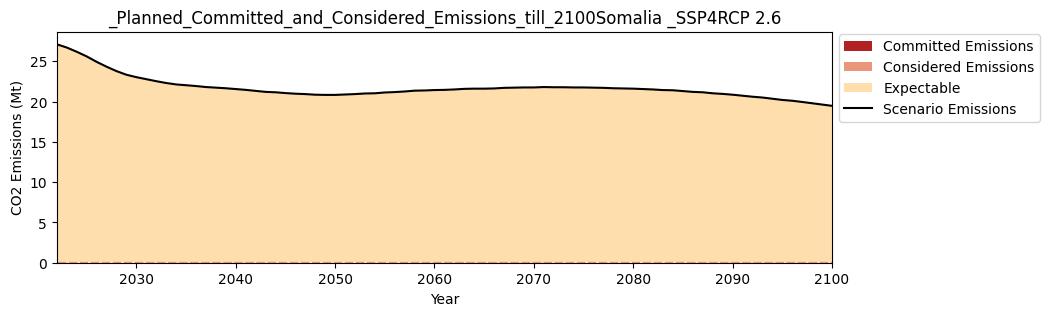 _Planned_Committed_and_Considered_Emissions_till_2100Somalia _SSP4RCP 2.6
Committed Emissions
Considered Emissions
Expectable
Scenario Emissions
CO2 Emissions (Mt)
25
20
15
10
5
0
2030 2040 2050 2060 2070 2080 2090 2100
Year